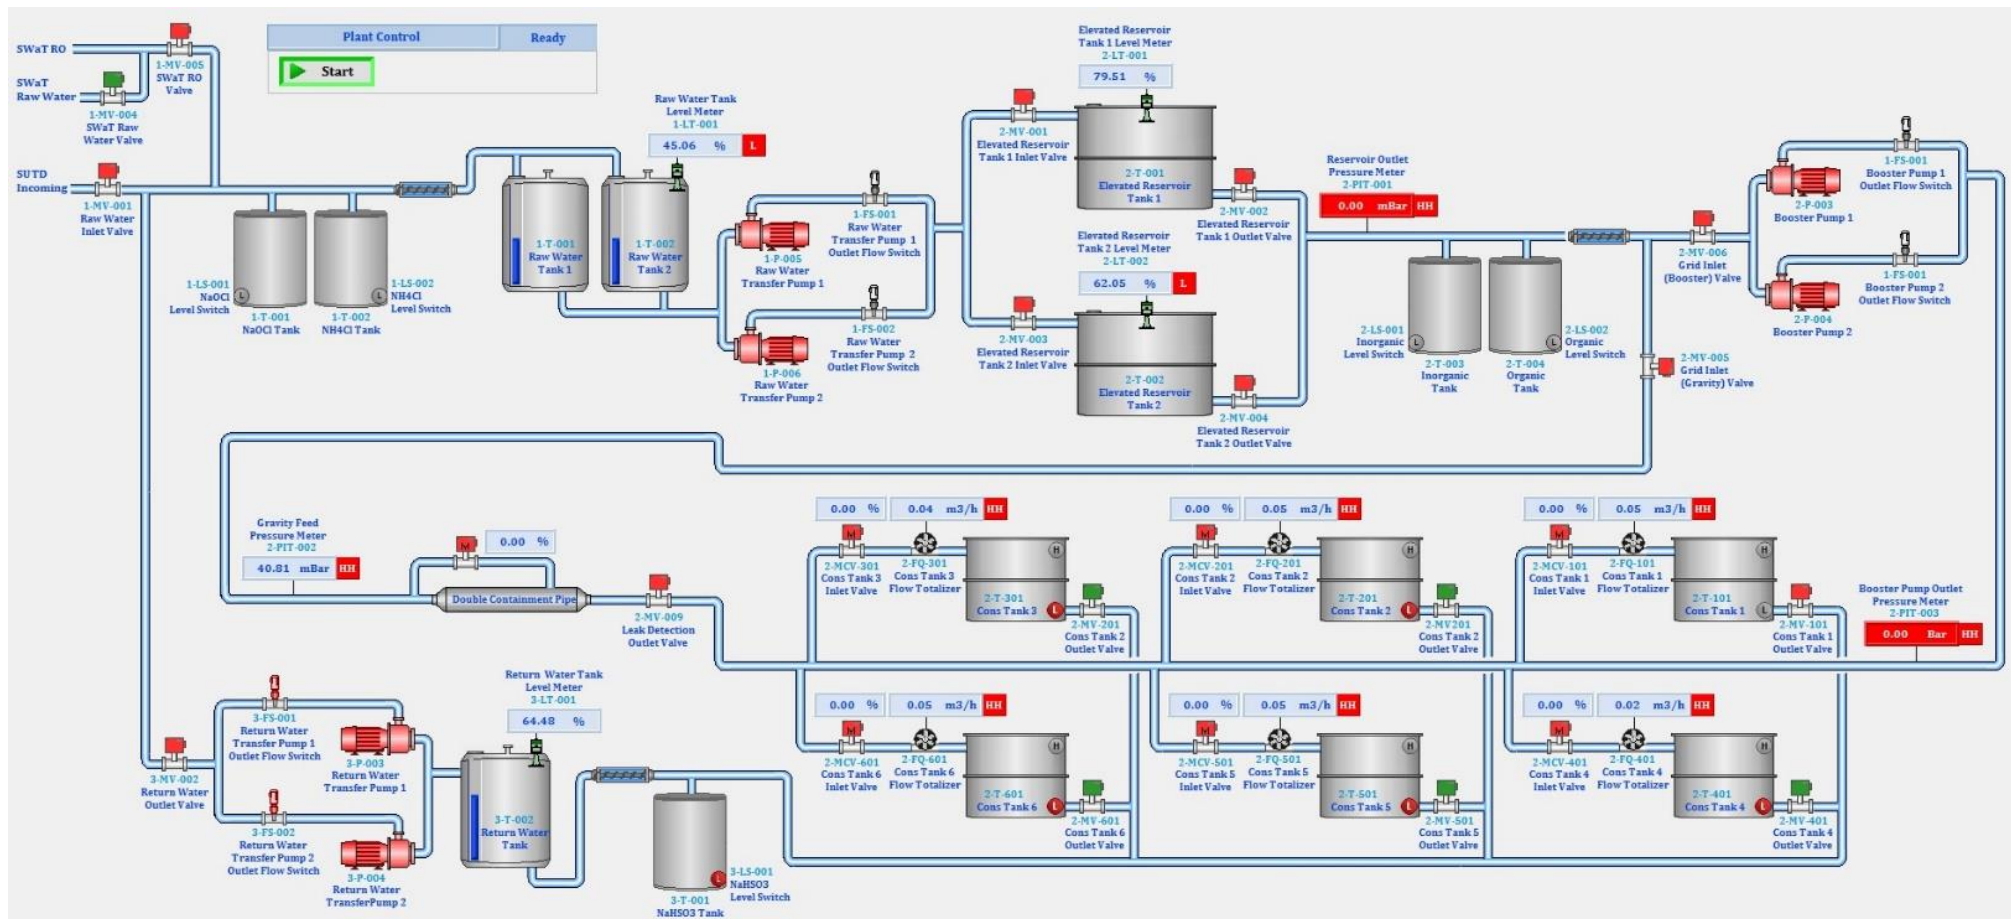 Plant Control
Ready
Start
SWaT RO
1-MV-005
SWaT RO
Valve
SWaT
Raw Water
1-MV-004
SWaT Raw
Water Valve
SUTD
Incoming
1-MV-001
Raw Water
Inlet Valve
1-LS-001
NaOCl
Level Switch
L
1-T-001
NaOCl Tank
1-LS-002
NH4Cl
Level Switch
L
1-T-002
NH4Cl Tank
Raw Water Tank
Level Meter
1-LT-001
45.06 %
L
1-T-001
Raw Water
Tank 1
1-T-002
Raw Water
Tank 2
1-P-005
Raw Water
Transfer Pump 1
1-P-006
Raw Water
Transfer Pump 2
1-FS-001
Raw Water
Transfer Pump 1
Outlet Flow Switch
1-FS-002
Raw Water
Transfer Pump 2
Outlet Flow Switch
Elevated Reservoir
Tank 1 Level Meter
2-LT-001
79.51 %
2-MV-001
Elevated Reservoir
Tank 1 Inlet Valve
2-T-001
Elevated Reservoir
Tank 1
2-MV-002
Elevated Reservoir
Tank 1 Outlet Valve
Elevated Reservoir
Tank 2 Level Meter
2-LT-002
62.05 %
L
2-MV-003
Elevated Reservoir
Tank 2 Inlet Valve
2-T-002
Elevated Reservoir
Tank 2
2-MV-004
Elevated Reservoir
Tank 2 Outlet Valve
Reservoir Outlet
Pressure Meter
2-PIT-001
0.00 mBar
HH
2-LS-001
Inorganic
Level Switch
L
2-T-003
Inorganic
Tank
2-LS-002
Organic
Level Switch
L
2-T-004
Organic
Tank
2-MV-006
Grid Inlet
(Booster) Valve
2-MV-005
Grid Inlet
(Gravity) Valve
2-P-003
Booster Pump 1
2-P-004
Booster Pump 2
1-FS-001
Booster Pump 1
Outlet Flow Switch
1-FS-001
Booster Pump 2
Outlet Flow Switch
Gravity Feed
Pressure Meter
2-PIT-002
40.81 mBar
HH
M
0.00 %
Double Containment Pipe
2-MV-009
Leak Detection
Outlet Valve
0.00 %
0.04 m3/h
HH
M
2-MCV-301
Cons Tank 3
Inlet Valve
2-FQ-301
Cons Tank 3
Flow Totalizer
H
2-T-301
Cons Tank 3
L
2-MV-201
Cons Tank 2
Outlet Valve
0.00 %
0.05 m3/h
HH
M
2-MCV-201
Cons Tank 2
Inlet Valve
2-FQ-201
Cons Tank 2
Flow Totalizer
H
2-T-201
Cons Tank 2
L
2-MV201
Cons Tank 2
Outlet Valve
0.00 %
0.05 m3/h
HH
M
2-MCV-101
Cons Tank 1
Inlet Valve
2-FQ-101
Cons Tank 1
Flow Totalizer
H
2-T-101
Cons Tank 1
L
2-MV-101
Cons Tank 1
Outlet Valve
Booster Pump Outlet
Pressure Meter
2-PIT-003
0.00 Bar
HH
0.00 %
0.05 m3/h
HH
M
2-MCV-601
Cons Tank 6
Inlet Valve
2-FQ-601
Cons Tank 6
Flow Totalizer
H
2-T-601
Cons Tank 6
L
2-MV-601
Cons Tank 6
Outlet Valve
0.00 %
0.05 m3/h
HH
M
2-MCV-501
Cons Tank 5
Inlet Valve
2-FQ-501
Cons Tank 5
Flow Totalizer
H
2-T-501
Cons Tank 5
L
2-MV-501
Cons Tank 5
Outlet Valve
0.00 %
0.02 m3/h
HH
M
2-MCV-401
Cons Tank 4
Inlet Valve
2-FQ-401
Cons Tank 4
Flow Totalizer
H
2-T-401
Cons Tank 4
L
2-MV-401
Cons Tank 4
Outlet Valve
3-MV-002
Return Water
Outlet Valve
3-FS-001
Return Water
Transfer Pump 1
Outlet Flow Switch
3-FS-002
Return Water
Transfer Pump 2
Outlet Flow Switch
3-P-003
Return Water
Transfer Pump 1
3-P-004
Return Water
TransferPump 2
Return Water Tank
Level Meter
3-LT-001
64.48 %
3-T-002
Return Water
Tank
3-LS-001
NaHSO3
Level Switch
L
3-T-001
NaHSO3 Tank